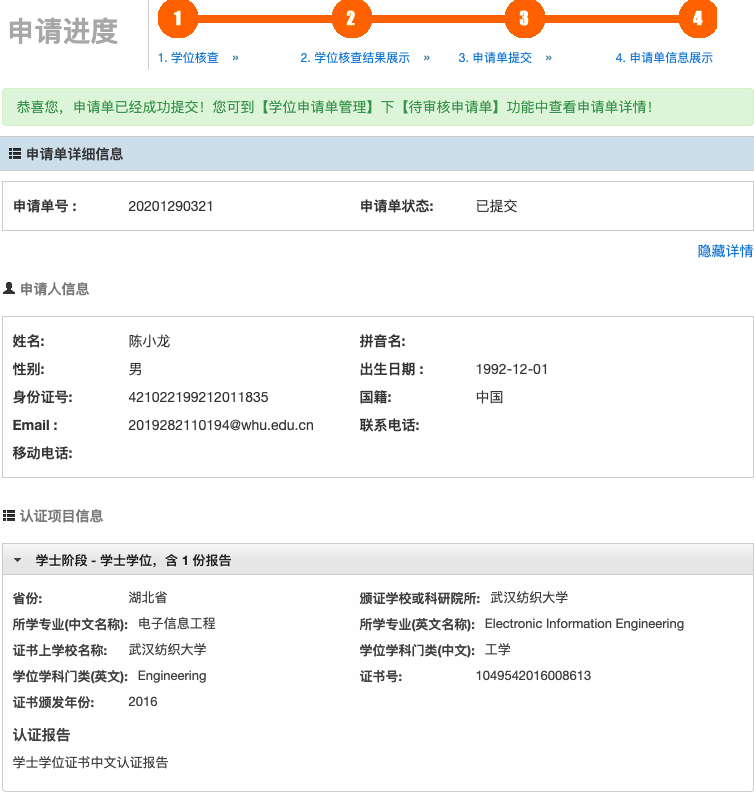 申请进度
1 2 3 4
1. 学位核查 » 2. 学位核查结果展示 » 3. 申请单提交 » 4. 申请单信息展示
恭喜您，申请单已经成功提交！您可到【学位申请单管理】下【待审核申请单】功能中查看申请单详情！
申请单详细信息
申请单号： 20201290321 申请单状态: 已提交
隐藏详情
申请人信息
姓名: 陈小龙 拼音名:
性别: 男 出生日期： 1992-12-01
身份证号: 421022199212011835 国籍: 中国
Email： 2019282110194@whu.edu.cn 联系电话:
移动电话:
认证项目信息
学士阶段 - 学士学位，含 1 份报告
省份: 湖北省 颁证学校或科研院所: 武汉纺织大学
所学专业(中文名称): 电子信息工程 所学专业(英文名称): Electronic Information Engineering
证书上学校名称: 武汉纺织大学 学位学科门类(中文): 工学
学位学科门类(英文): Engineering 证书号: 1049542016008613
证书颁发年份: 2016
认证报告
学士学位证书中文认证报告